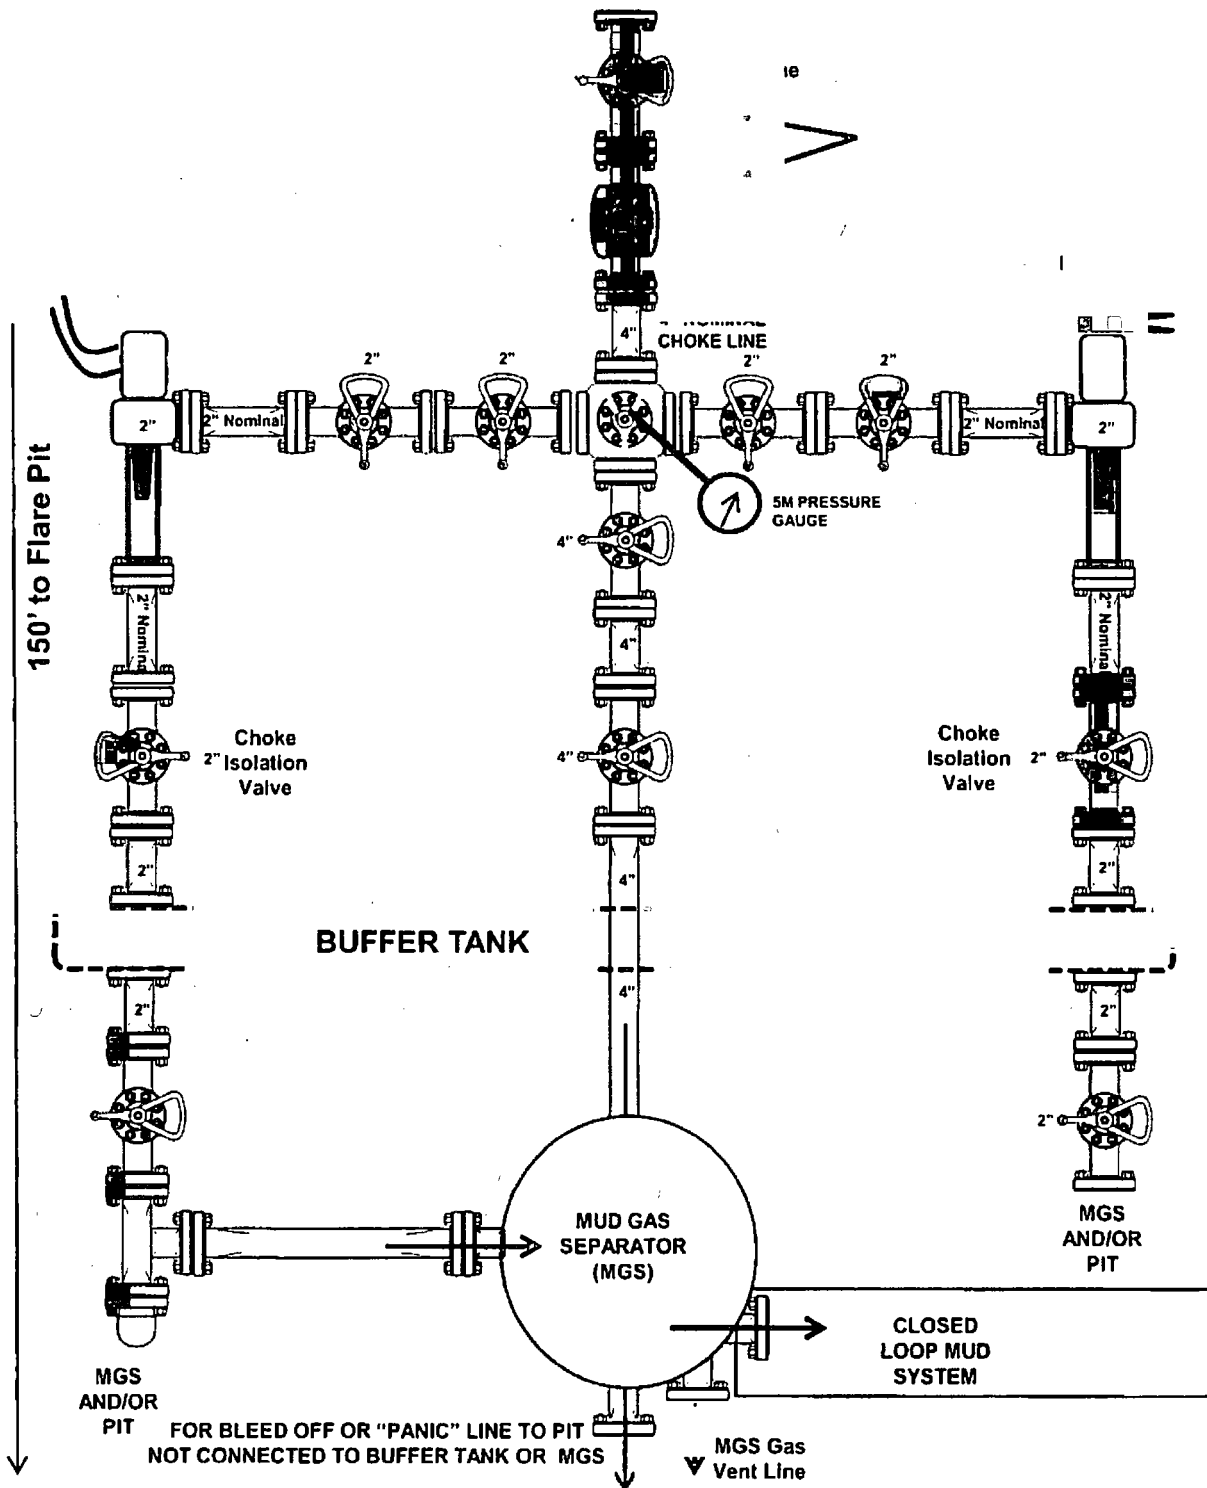 4"
CHOKE LINE
2"
2"
2"
2"
2"
2" Nominal
2" Nominal
2"
5M PRESSURE
GAUGE
150' to Flare Pit
4"
2" Nominal
4"
2" Nominal
Choke
Isolation
Valve
2"
4"
Choke
Isolation
Valve
2"
2"
4"
2"
BUFFER TANK
2"
4"
2"
2"
MUD GAS
SEPARATOR
(MGS)
MGS
AND/OR
PIT
CLOSED
LOOP MUD
SYSTEM
MGS
AND/OR
PIT
FOR BLEED OFF OR "PANIC" LINE TO PIT
NOT CONNECTED TO BUFFER TANK OR MGS
MGS Gas
Vent Line